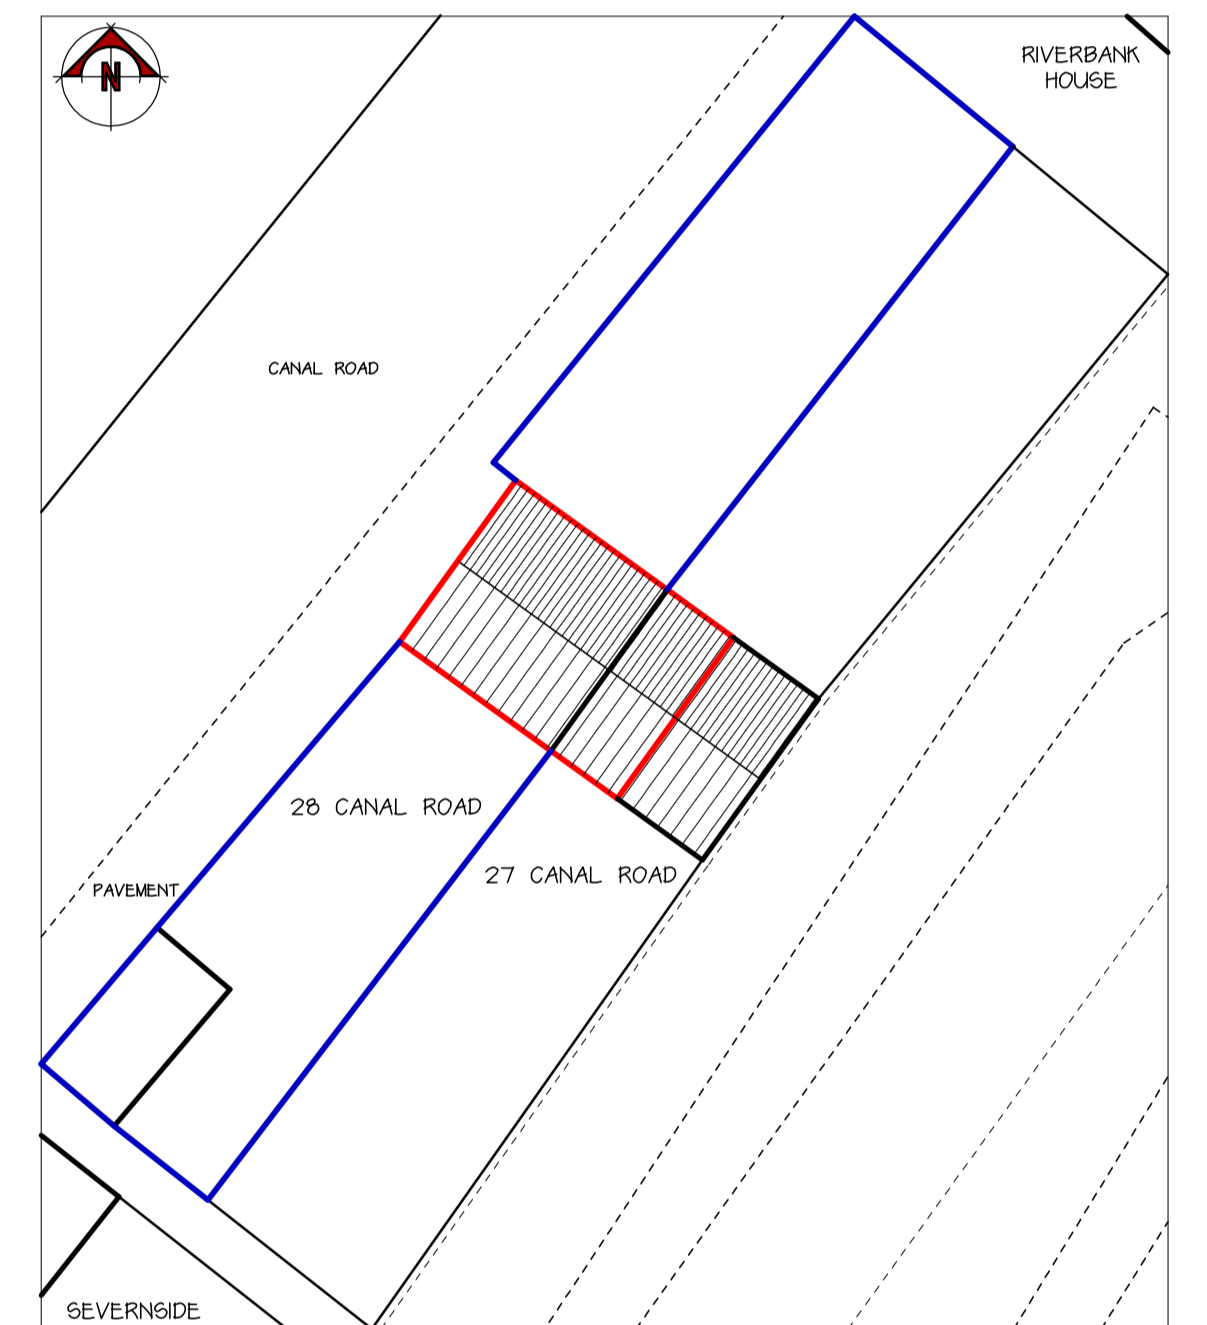 RIVERBANK
HOUSE
N
CANAL ROAD
28 CANAL ROAD
27 CANAL ROAD
PAVEMENT
SEVERNSIDE